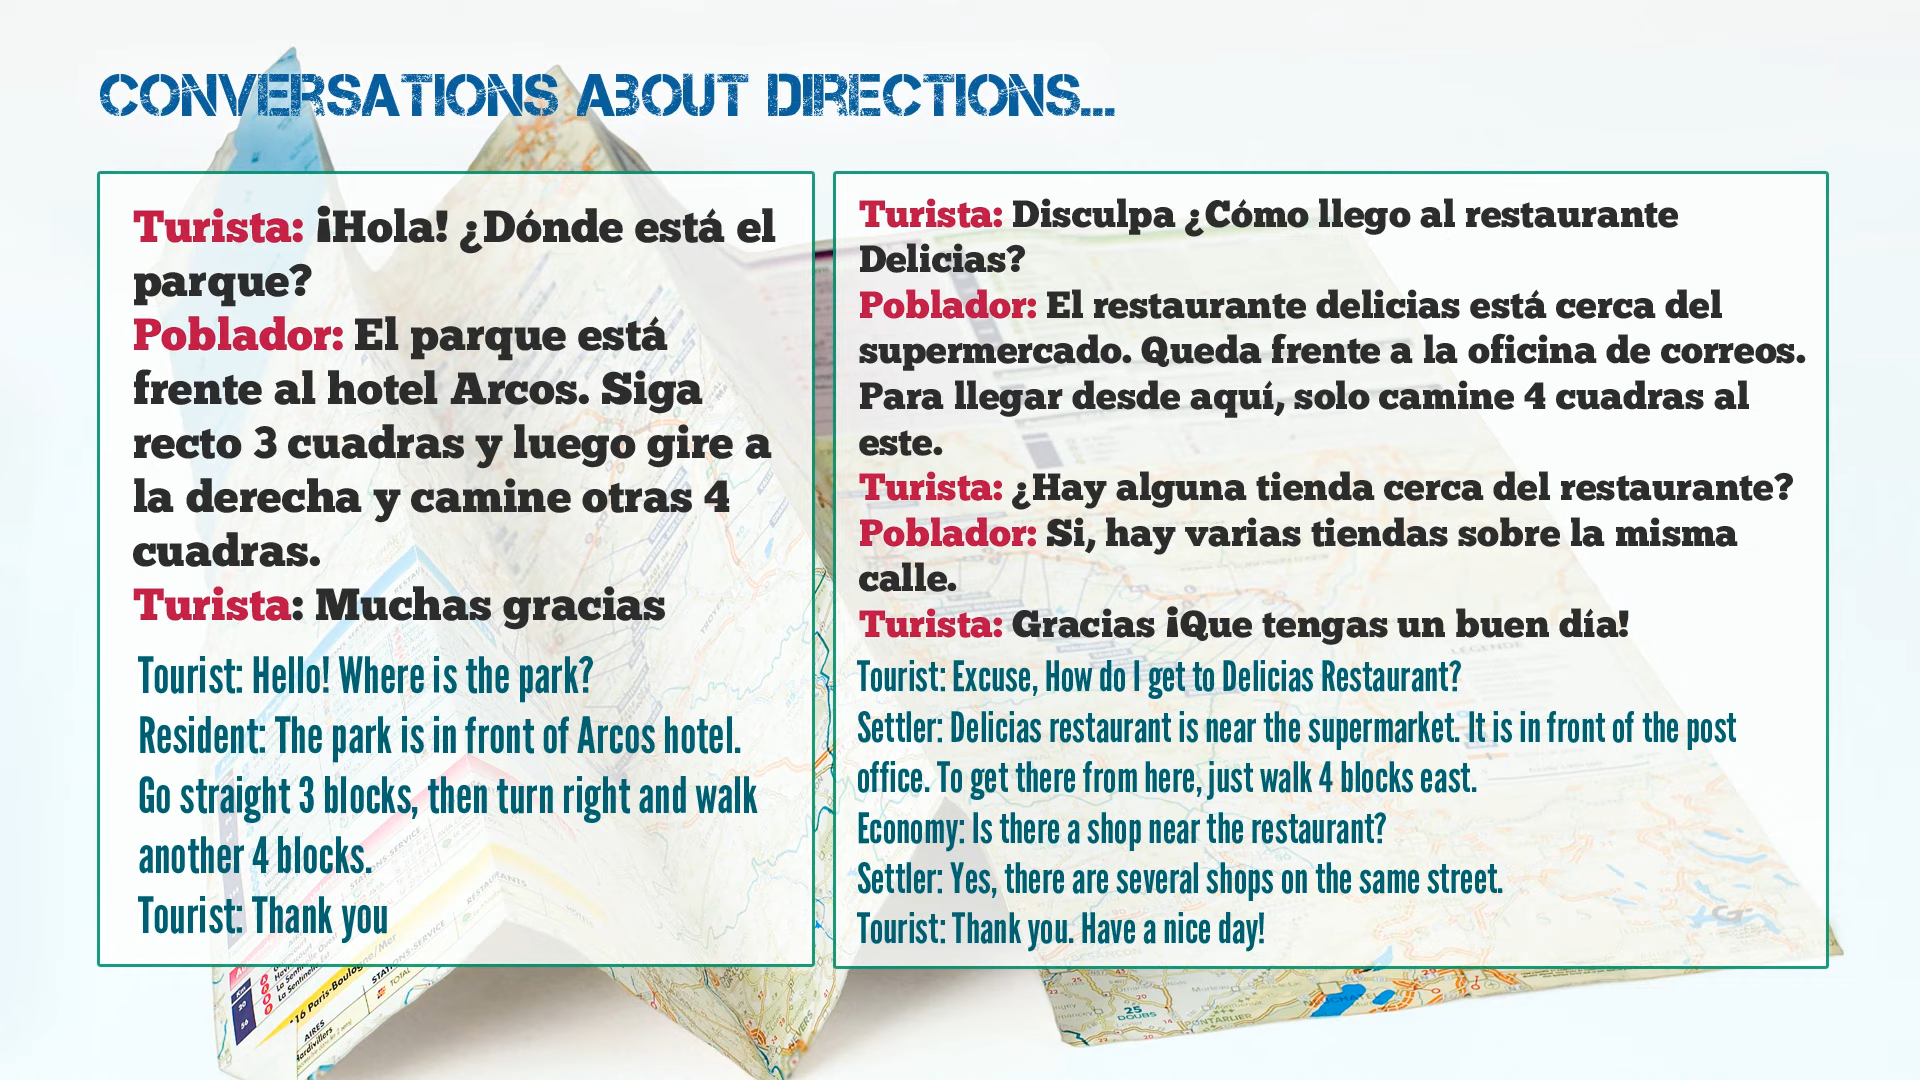 CONVERSATIONS ABOUT DIRECTIONS...
Turista: ¡Hola! ¿Dónde está el
parque?
Poblador: El parque está
frente al hotel Arcos. Siga
recto 3 cuadras y luego gire a
la derecha y camine otras 4
cuadras.
Turista: Muchas gracias
Tourist: Hello! Where is the park?
Resident: The park is in front of Arcos hotel.
Go straight 3 blocks, then turn right and walk
another 4 blocks.
Tourist: Thank you
Turista: Disculpa ¿Cómo llego al restaurante
Delicias?
Poblador: El restaurante delicias está cerca del
supermercado. Queda frente a la oficina de correos.
Para llegar desde aquí, solo camine 4 cuadras al
este.
Turista: ¿Hay alguna tienda cerca del restaurante?
Poblador: Si, hay varias tiendas sobre la misma
calle.
Turista: Gracias ¡Que tengas un buen día!
Tourist: Excuse, How do I get to Delicias Restaurant?
Settler: Delicias restaurant is near the supermarket. It is in front of the post
office. To get there from here, just walk 4 blocks east.
Economy: Is there a shop near the restaurant?
Settler: Yes, there are several shops on the same street.
Tourist: Thank you. Have a nice day!
LEGENDE
RESTAURANTS
STATIONS-SERVICE
TOTAL
AIRES
25
DOUBS
PONTARLIER